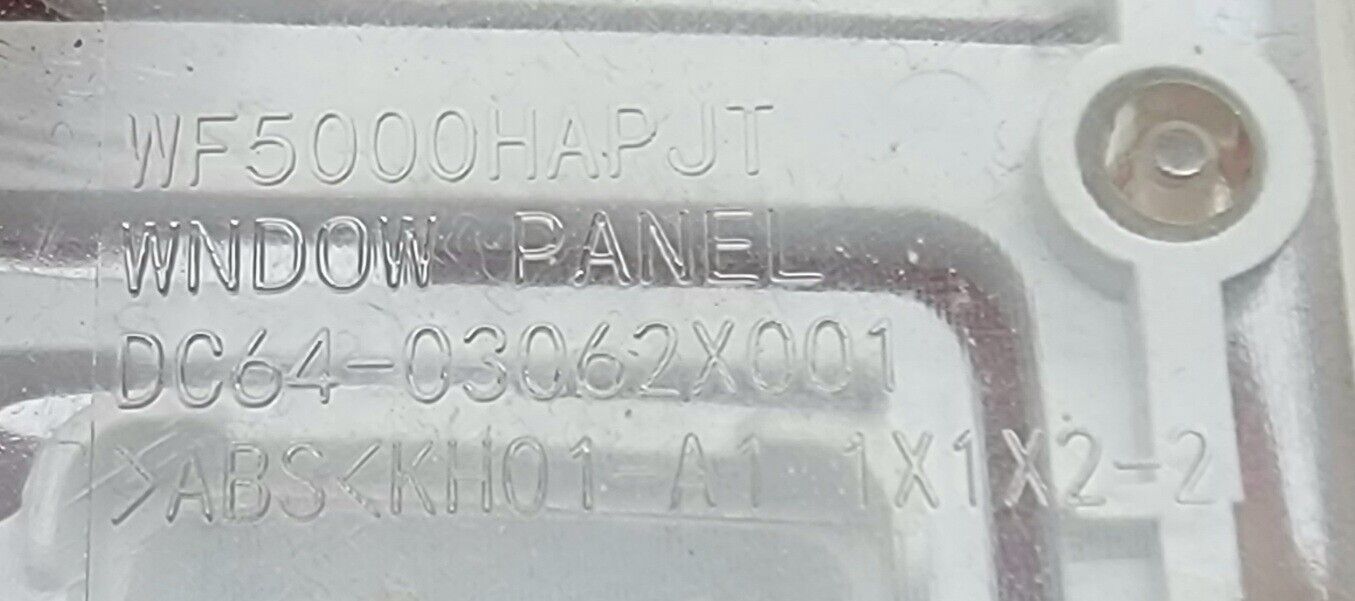 WF5000HAPJT
WNDOW PANEL
DC64-03062X001
>ABS<KH01-A1 1X1X2-2